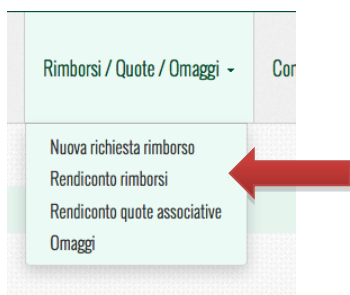 Rimborsi / Quote / Omaggi
Nuova richiesta rimborso
Rendiconto rimborsi
Rendiconto quote associative
Omaggi